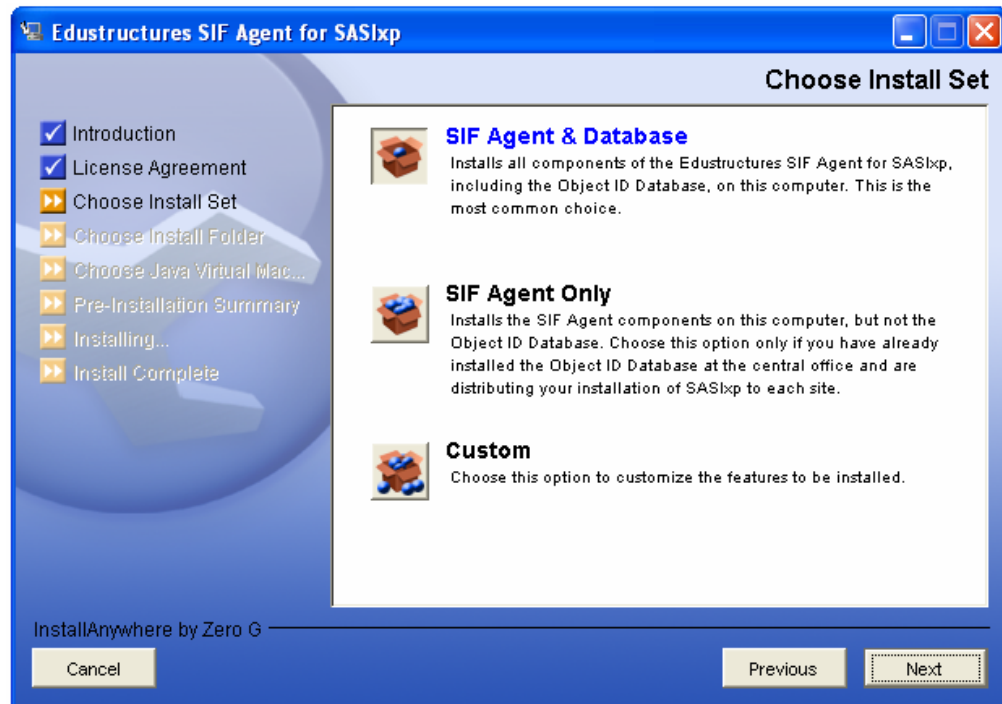 Edustructures SIF Agent for SASIxp
Choose Install Set
Introduction
License Agreement
Choose Install Set
Choose Install Folder
Choose Java Virtual Mac...
Pre-Installation Summary
Installing...
Install Complete
SIF Agent & Database
Installs all components of the Edustructures SIF Agent for SASIxp,
including the Object ID Database, on this computer. This is the
most common choice.
SIF Agent Only
Installs the SIF Agent components on this computer, but not the
Object ID Database. Choose this option only if you have already
installed the Object ID Database at the central office and are
distributing your installation of SASIxp to each site.
Custom
Choose this option to customize the features to be installed.
InstallAnywhere by Zero G
Cancel
Previous
Next